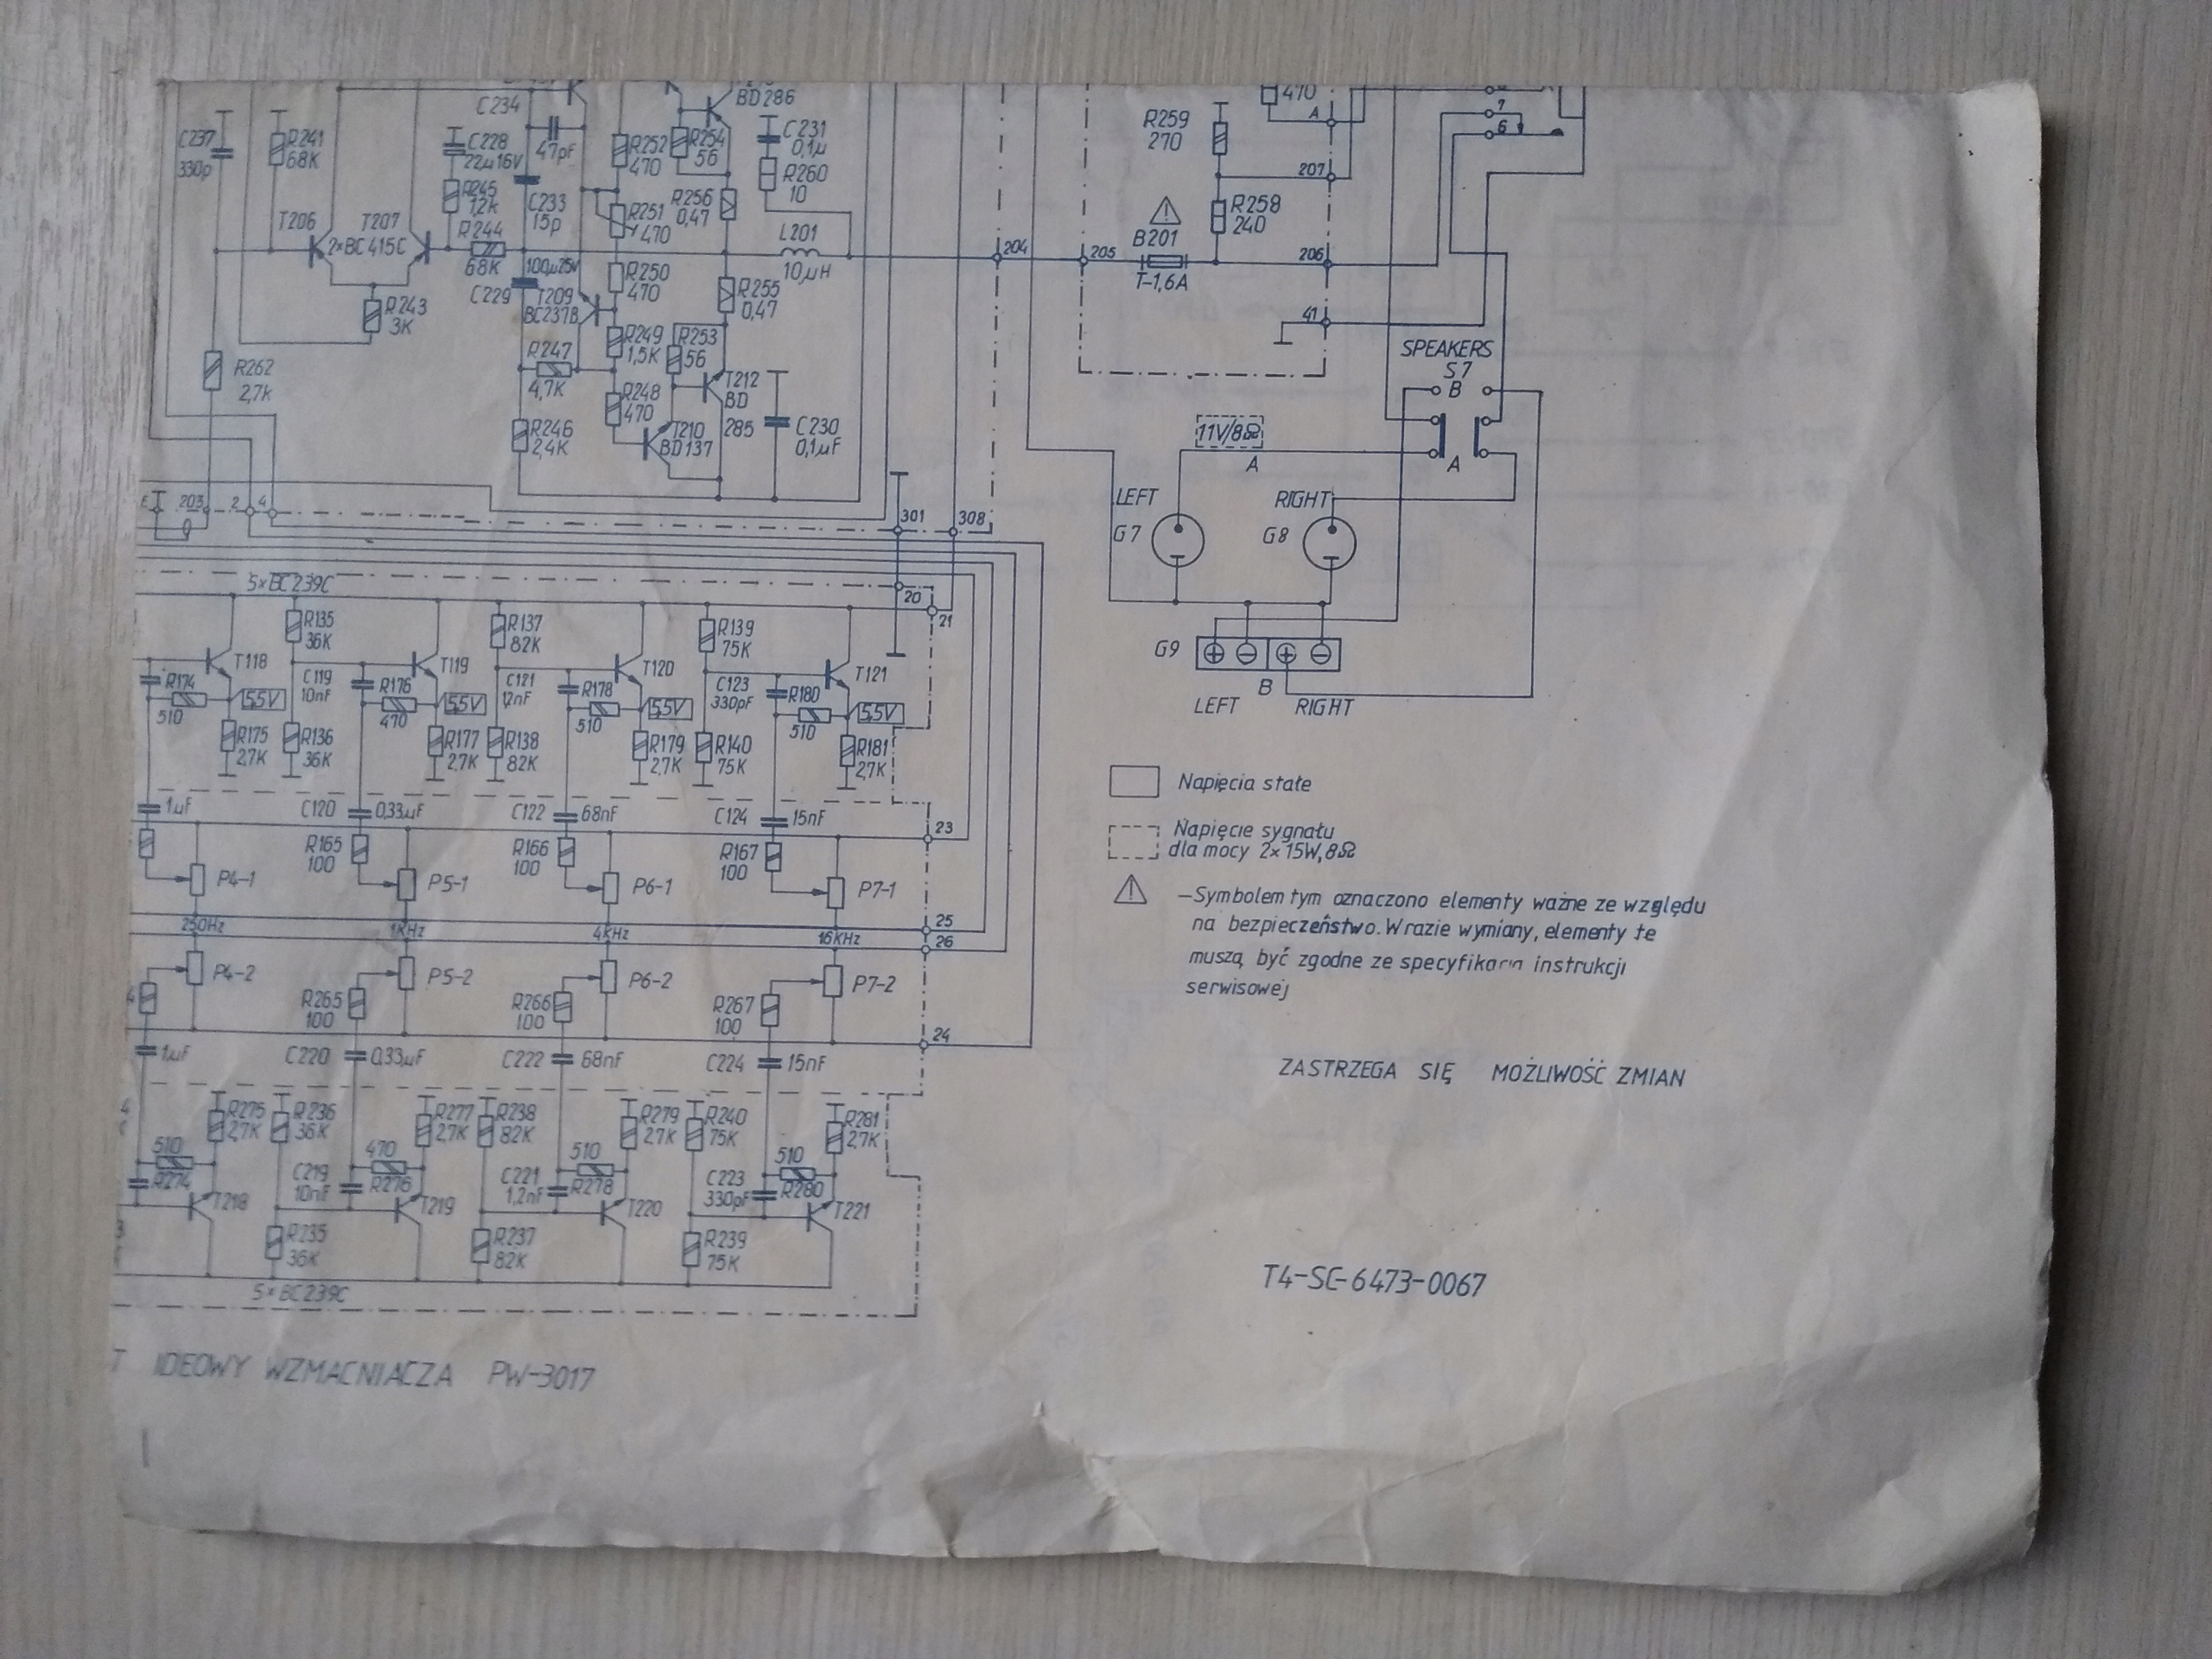 C234
BD286
470
C237
330p
R241
68K
C228
22µ16V
47pF
R252
470
R254
56
C231
0,1µ
R259
270
A
7
6
R245
1,2K
C233
15p
R256
0,47
R260
10
207
T206
T207
2×BC415C
R244
68K
R251
470
L201
10µH
R258
240
B201
T-1,6A
204
205
206
100µ25V
C229
T209
BC237B
R250
470
R255
0,47
R243
3K
R249
1,5K
R253
56
41
R262
2,7K
R247
4,7K
T212
BD
285
R248
470
SPEAKERS
S7
B
R246
2,4K
T210
BD137
C230
0,1µF
11V/8Ω
A
A
LEFT
RIGHT
G7
G8
E
203
2
4
301
308
5×BC239C
20
21
R135
36K
R137
82K
R139
75K
G9
B
LEFT
RIGHT
T118
T119
T120
T121
R174
510
5,5V
C119
10nF
R176
470
5,5V
C121
1,2nF
R178
510
5,5V
C123
330pF
R180
510
5,5V
R175
2,7K
R136
36K
R177
2,7K
R138
82K
R179
2,7K
R140
75K
R181
2,7K
1µF
C120
0,33µF
C122
68nF
C124
15nF
23
R165
100
R166
100
R167
100
P4-1
P5-1
P6-1
P7-1
250Hz
1KHz
4KHz
16KHz
25
26
P4-2
P5-2
P6-2
P7-2
R265
100
R266
100
R267
100
24
1µF
C220
0,33µF
C222
68nF
C224
15nF
R275
2,7K
R236
36K
R277
2,7K
R238
82K
R279
2,7K
R240
75K
R281
2,7K
510
R274
C219
10nF
470
R276
C221
1,2nF
510
R278
C223
330pF
510
R280
T218
T219
T220
T221
R235
36K
R237
82K
R239
75K
5×BC239C
Napięcia stałe
Napięcie sygnału
dla mocy 2×15W,8Ω
–Symbolem tym oznaczono elementy ważne ze względu
na bezpieczeństwo. W razie wymiany, elementy te
muszą być zgodne ze specyfikacją instrukcji
serwisowej
ZASTRZEGA SIĘ MOŻLIWOŚĆ ZMIAN
T4-SC-6473-0067
T IDEOWY WZMACNIACZA PW-3017